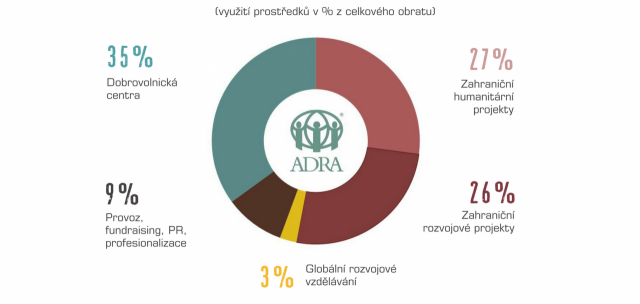 (využití prostředků v % z celkového obratu)
35%
Dobrovolnická
centra
27%
Zahraniční
humanitární
projekty
ADRA
®
9%
Provoz,
fundraising, PR,
profesionalizace
26%
Zahraniční
rozvojové projekty
3%
Globální rozvojové
vzdělávání